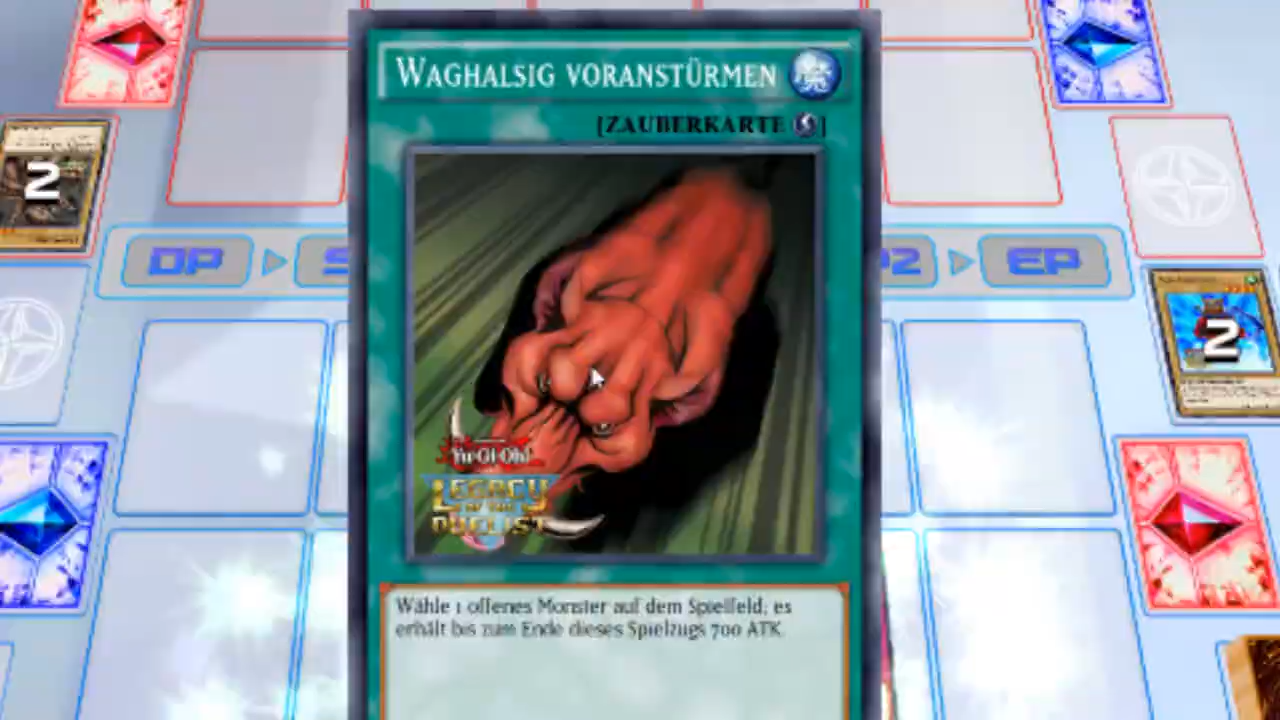 WAGHALSIG VORANSTÜRMEN
[ZAUBERKARTE]
2
DP
EP
2
Yu-Gi-Oh!
LEGACY
OF THE
DUELIST
Wähle 1 offenes Monster auf dem Spielfeld; es
erhält bis zum Ende dieses Spielzugs 700 ATK.